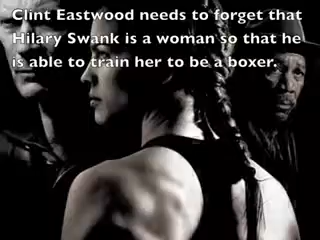 Clint Eastwood needs to forget that
Hilary Swank is a woman so that he
is able to train her to be a boxer.